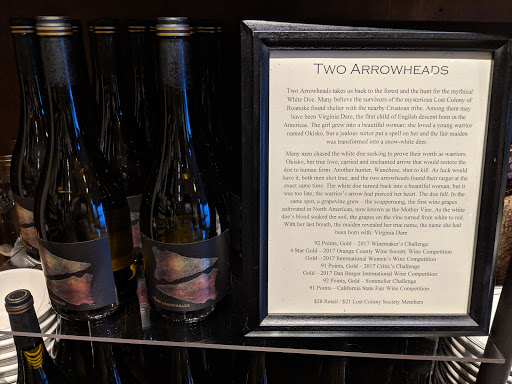 TWO ARROWHEADS
Two Arrowheads takes us back to the forest and the hunt for the mythical
White Doe. Many believe the survivors of the mysterious Lost Colony of
Roanoke found shelter with the nearby Croatoan tribe. Among them may
have been Virginia Dare, the first child of English descent born in the
Americas. The girl grew into a beautiful woman; she loved a young warrior
named Okisko, but a jealous suitor put a spell on her and the fair maiden
was transformed into a snow-white deer.
Many men chased the white doe seeking to prove their worth as warriors.
Okisko, her true love, carried and enchanted arrow that would restore the
doe to human form. Another hunter, Wanchese, shot to kill. As luck would
have it, both men shot true, and the two arrowheads found their target at the
exact same time. The white doe turned back into a beautiful woman, but it
was too late; the warrior's arrow had pierced her heart. The doe fell. In the
same spot, a grapevine grew – the scuppernong, the first wine grapes
cultivated in North American, now known as the Mother Vine. As the white
doe's blood soaked the soil, the grapes on the vine turned from white to red.
With her last breath, the maiden revealed her true name, the name she had
been born with: Virginia Dare.
92 Points, Gold – 2017 Winemaker's Challenge
4 Star Gold – 2017 Orange County Wine Society Wine Competition
Gold – 2017 International Women's Wine Competition
91 Points, Gold – 2017 Critic's Challenge
Gold – 2017 Dan Berger International Wine Competition
92 Points, Gold – Sommelier Challenge
91 Points – California State Fair Wine Competition
$28 Retail / $21 Lost Colony Society Members
TWO ARROWHEADS